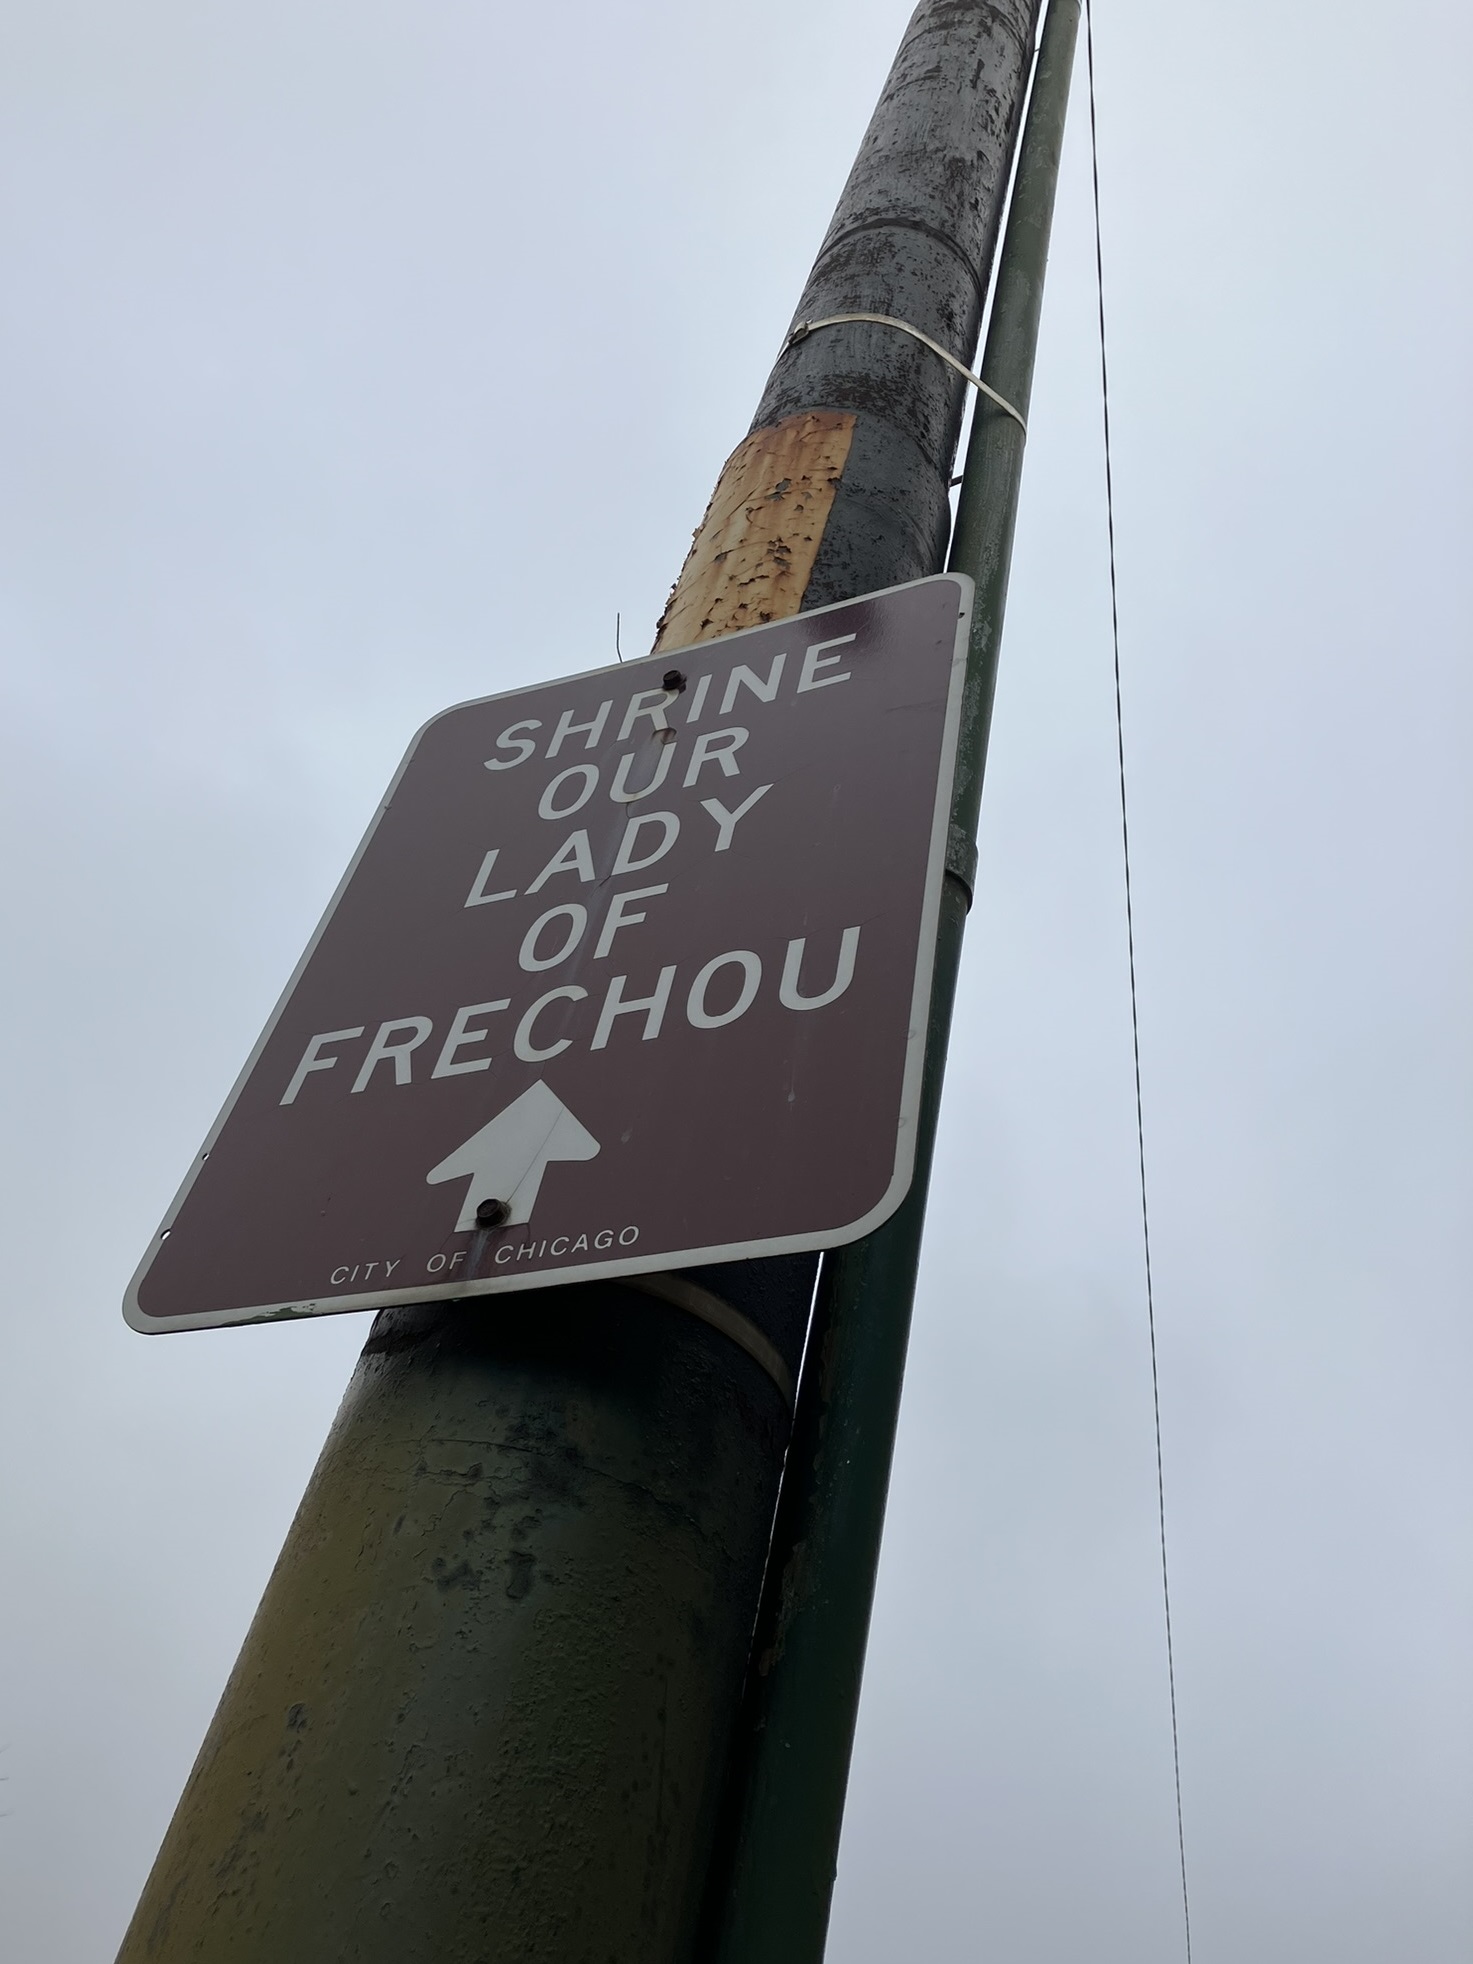 SHRINE
OUR
LADY
OF
FRECHOU
CITY OF CHICAGO